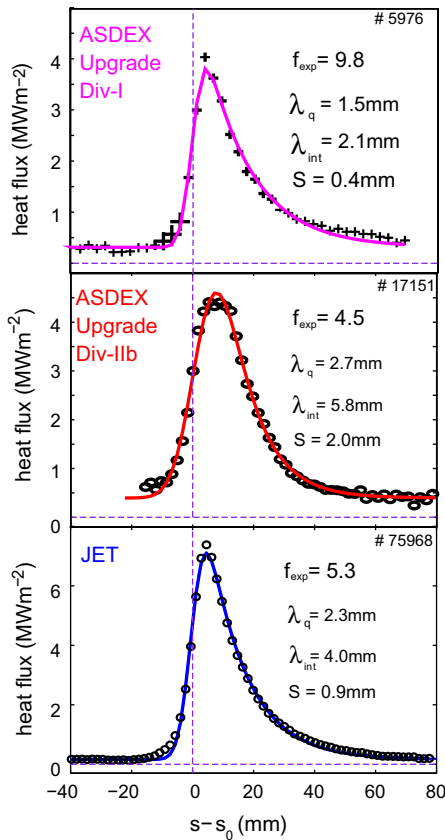 # 5976
ASDEX
Upgrade
Div-I
f_exp = 9.8
λ_q = 1.5mm
λ_int = 2.1mm
S = 0.4mm
heat flux (MWm-2)
4
3
2
1
0
# 17151
ASDEX
Upgrade
Div-IIb
f_exp = 4.5
λ_q = 2.7mm
λ_int = 5.8mm
S = 2.0mm
heat flux (MWm−2)
4
3
2
1
0
# 75968
JET
f_exp = 5.3
λ_q = 2.3mm
λ_int = 4.0mm
S = 0.9mm
heat flux (MWm−2)
6
4
2
0
−40 −20 0 20 40 60 80
s−s_0 (mm)